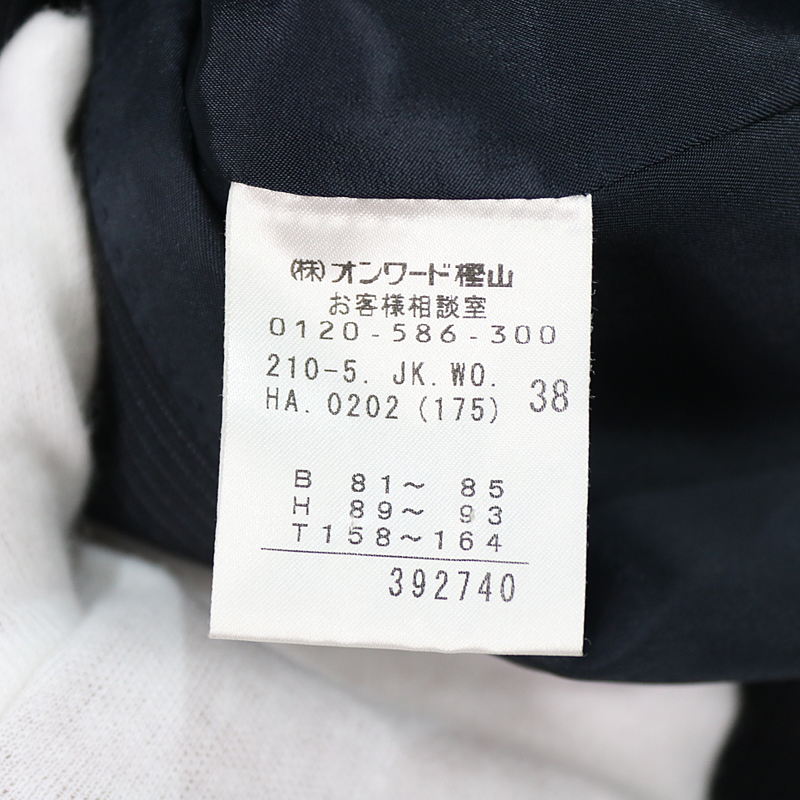 (株)オンワード樫山
お客様相談室
0120-586-300
210-5. JK. WO.
HA. 0202 (175) 38
B 81～ 85
H 89～ 93
T 158～164
392740